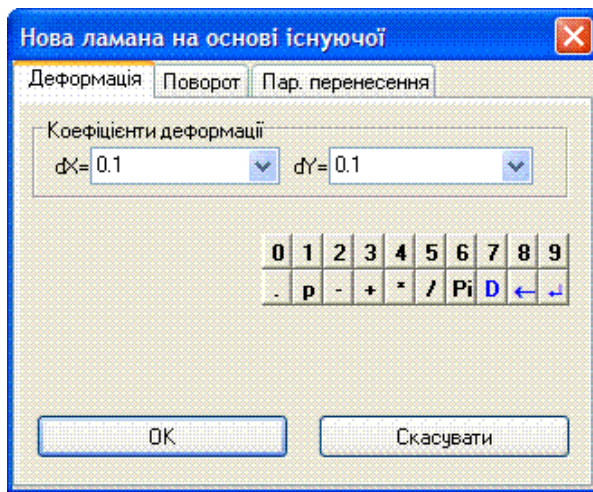 Нова ламана на основі існуючої
Деформація Поворот Пар. перенесення
Коефіцієнти деформації
dX= 0.1 dY= 0.1
0 1 2 3 4 5 6 7 8 9
. p - + * / Pi D ← ↵
OK Скасувати